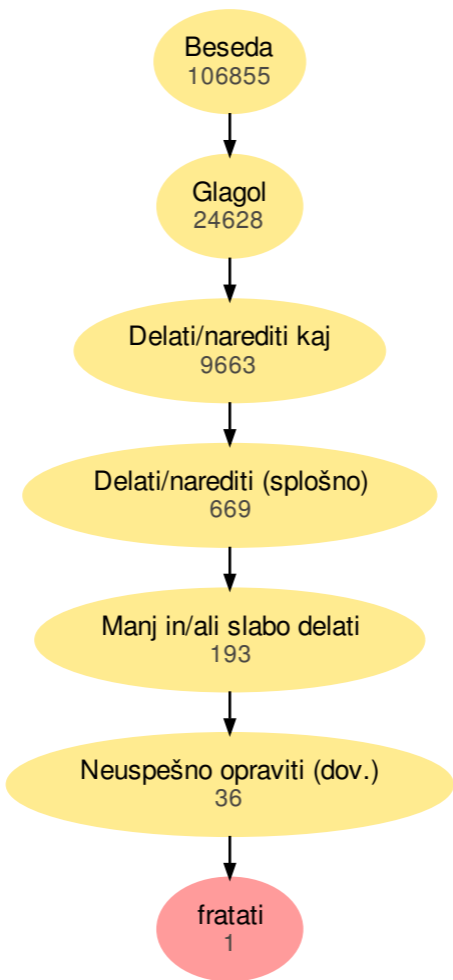 Beseda
106855
Glagol
24628
Delati/narediti kaj
9663
Delati/narediti (splošno)
669
Manj in/ali slabo delati
193
Neuspešno opraviti (dov.)
36
fratati
1